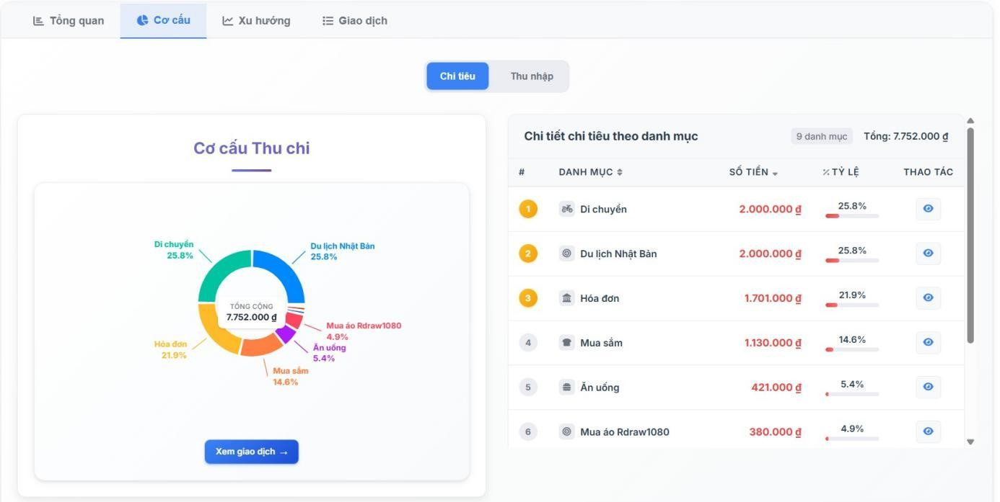 Tổng quan
Cơ cấu
Xu hướng
Giao dịch
Chi tiêu
Thu nhập
Cơ cấu Thu chi
Di chuyển
25.8%
Du lịch Nhật Bản
25.8%
TỔNG CỘNG
7.752.000 ₫
Mua áo Rdraw1080
4.9%
Ăn uống
5.4%
Hóa đơn
21.9%
Mua sắm
14.6%
Xem giao dịch →
Chi tiết chi tiêu theo danh mục
9 danh mục
Tổng: 7.752.000 ₫
# DANH MỤC SỐ TIỀN % TỶ LỆ THAO TÁC
1 Di chuyển 2.000.000 ₫ 25.8%
2 Du lịch Nhật Bản 2.000.000 ₫ 25.8%
3 Hóa đơn 1.701.000 ₫ 21.9%
4 Mua sắm 1.130.000 ₫ 14.6%
5 Ăn uống 421.000 ₫ 5.4%
6 Mua áo Rdraw1080 380.000 ₫ 4.9%